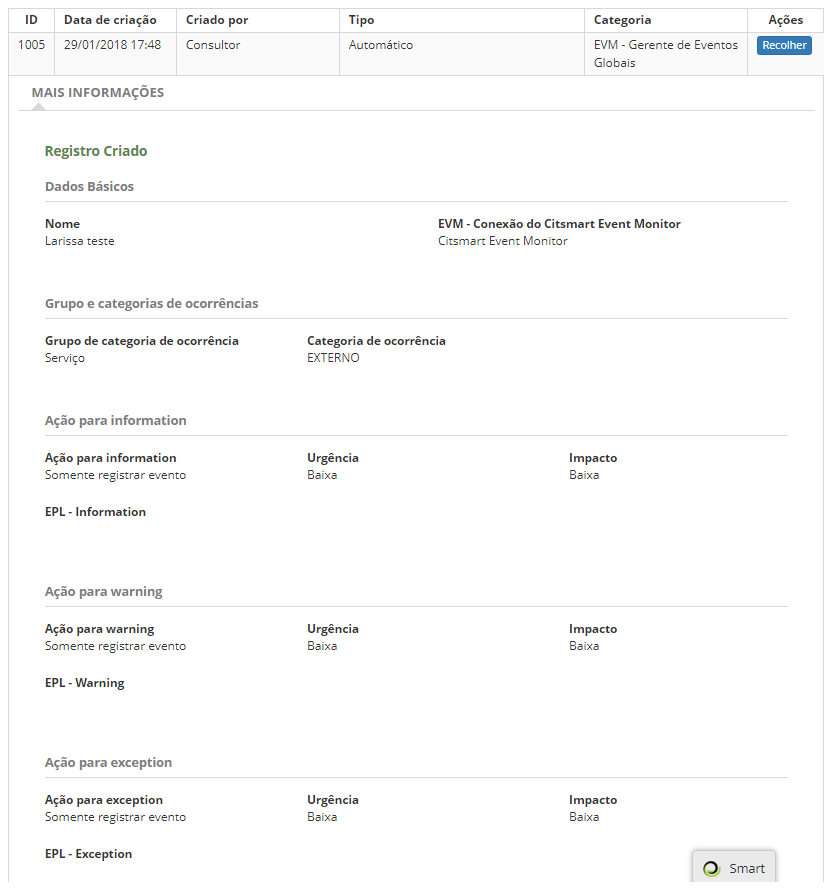 ID Data de criação Criado por Tipo Categoria Ações
1005 29/01/2018 17:48 Consultor Automático EVM - Gerente de Eventos Globais Recolher
MAIS INFORMAÇÕES
Registro Criado
Dados Básicos
Nome EVM - Conexão do Citsmart Event Monitor
Larissa teste Citsmart Event Monitor
Grupo e categorias de ocorrências
Grupo de categoria de ocorrência Categoria de ocorrência
Serviço EXTERNO
Ação para information
Ação para information Urgência Impacto
Somente registrar evento Baixa Baixa
EPL - Information
Ação para warning
Ação para warning Urgência Impacto
Somente registrar evento Baixa Baixa
EPL - Warning
Ação para exception
Ação para exception Urgência Impacto
Somente registrar evento Baixa Baixa
EPL - Exception
Smart